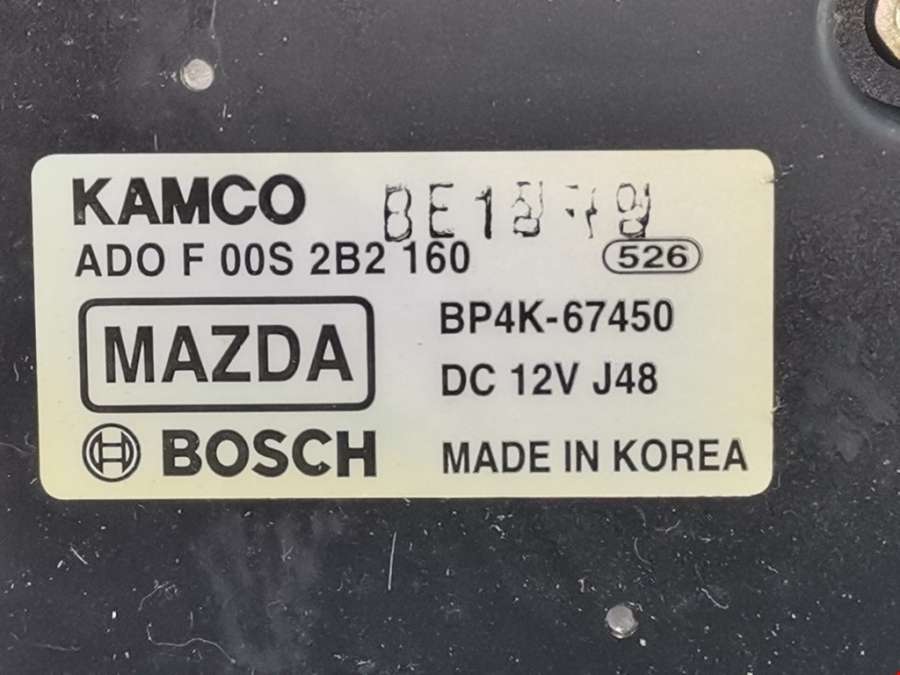 KAMCO
ADO F 00S 2B2 160
526
MAZDA
BP4K-67450
DC 12V J48
BOSCH
MADE IN KOREA